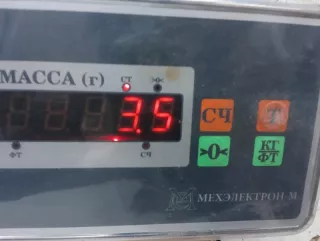 МАССА (г)
СТ
3.5
СЧ
Т
>0<
КГ
ФТ
ФТ
СЧ
МЕХЭЛЕКТРОН М